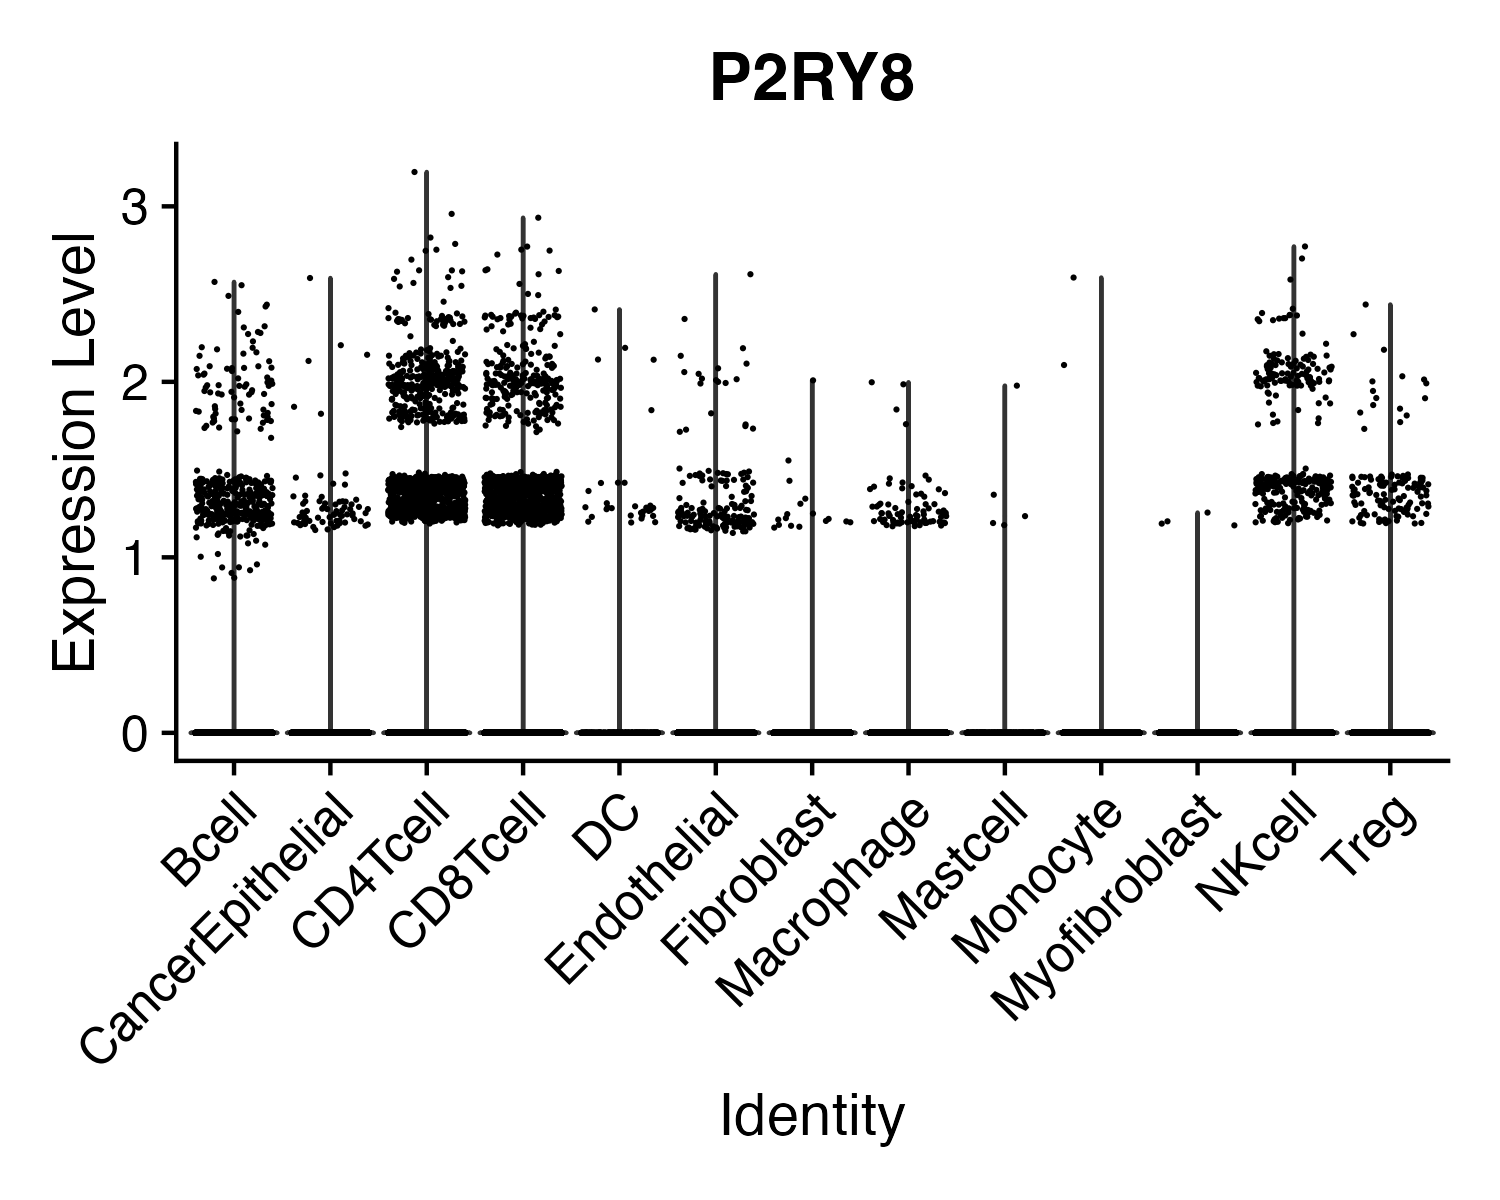 P2RY8
Expression Level
3
2
1
0
Bcell
CancerEpithelial
CD4Tcell
CD8Tcell
DC
Endothelial
Fibroblast
Macrophage
Mastcell
Monocyte
Myofibroblast
NKcell
Treg
Identity